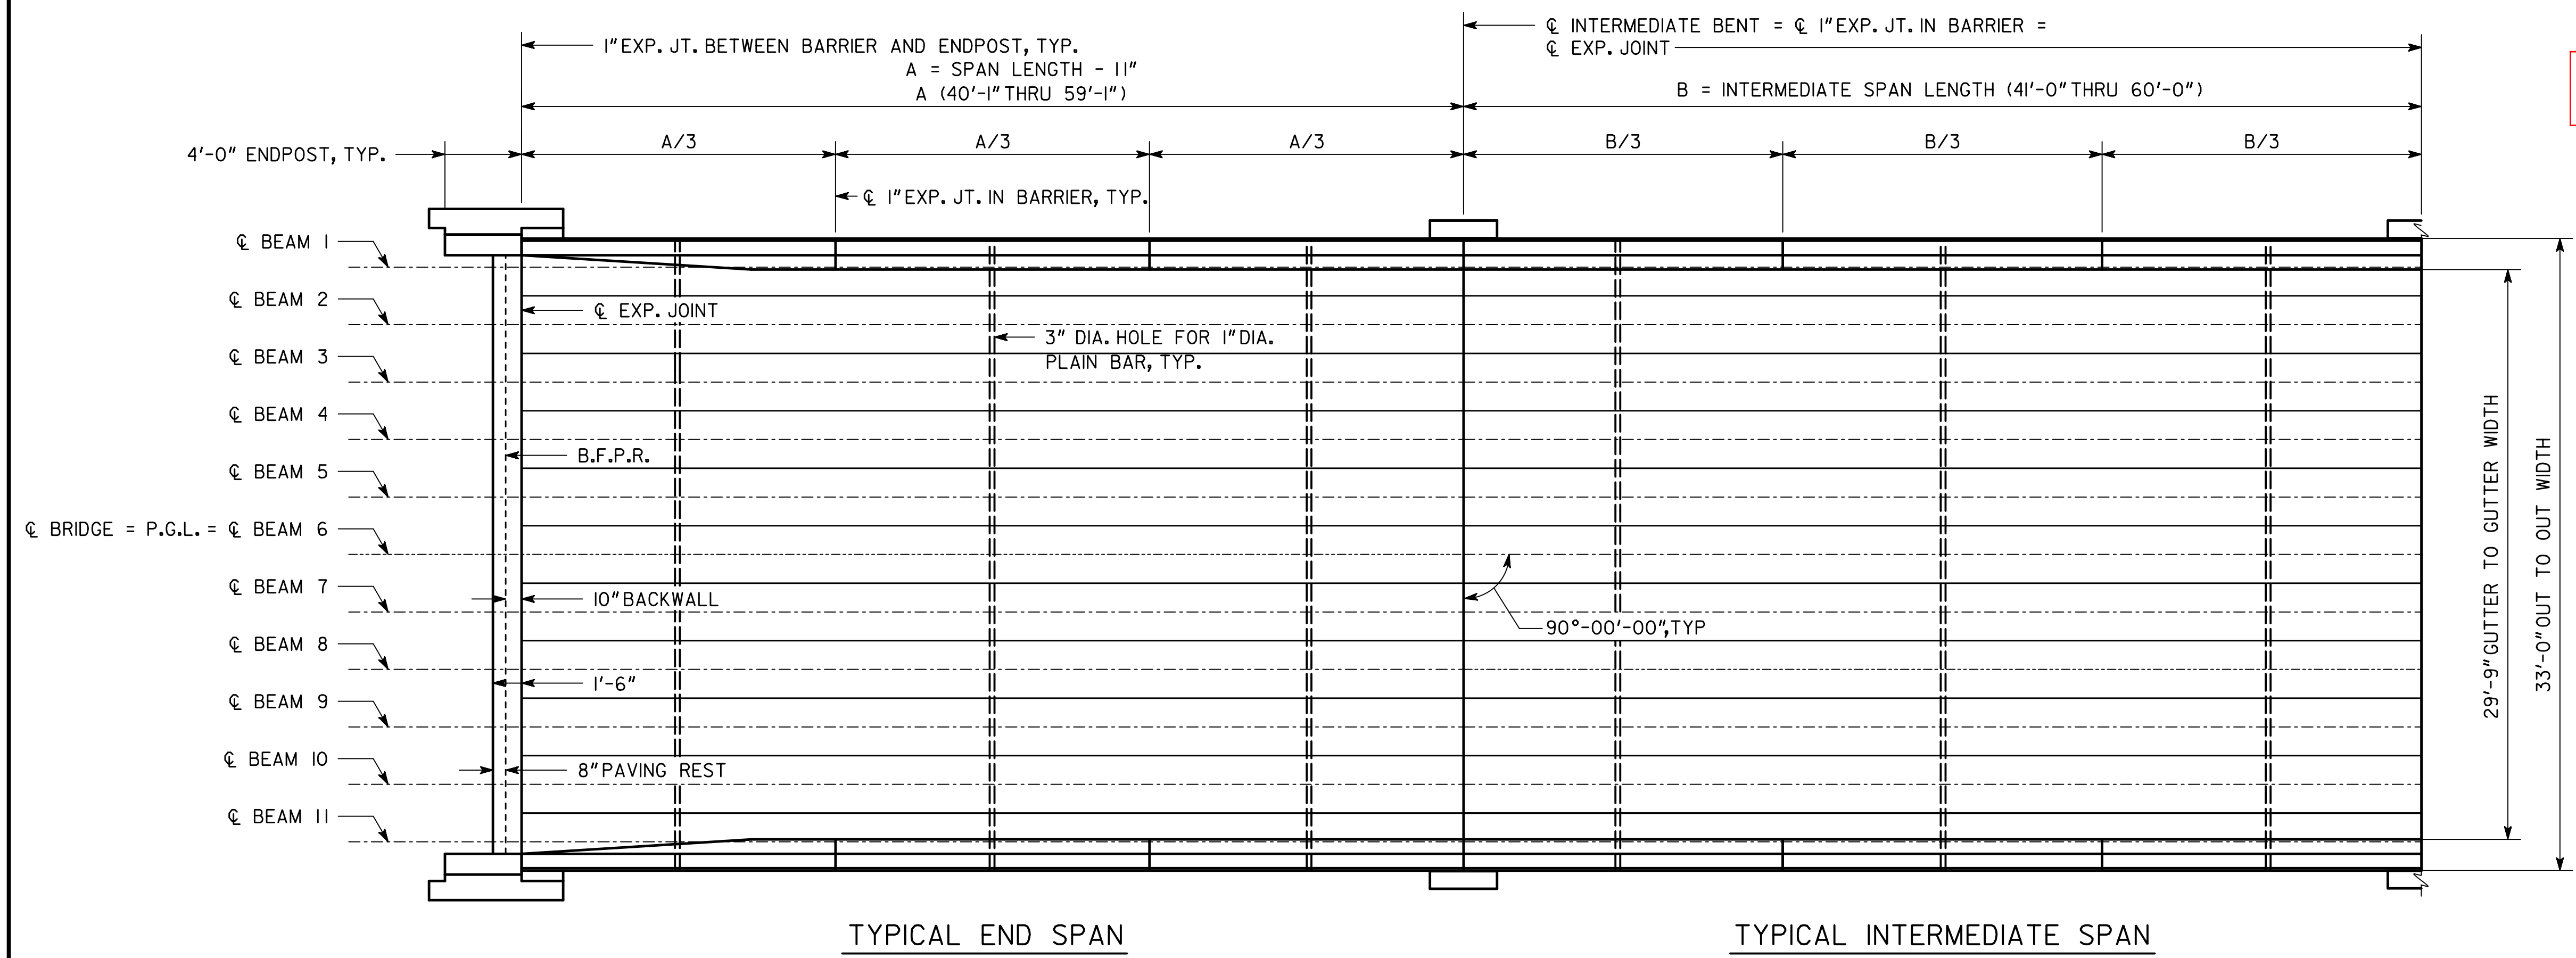 ℄ INTERMEDIATE BENT = ℄ 1" EXP. JT. IN BARRIER =
℄ EXP. JOINT
1" EXP. JT. BETWEEN BARRIER AND ENDPOST, TYP.
A = SPAN LENGTH - 11"
A (40'-1" THRU 59'-1")
B = INTERMEDIATE SPAN LENGTH (41'-0" THRU 60'-0")
4'-0" ENDPOST, TYP.
A/3
A/3
A/3
B/3
B/3
B/3
℄ 1" EXP. JT. IN BARRIER, TYP.
℄ BEAM 1
℄ BEAM 2
℄ EXP. JOINT
3" DIA. HOLE FOR 1" DIA.
PLAIN BAR, TYP.
℄ BEAM 3
℄ BEAM 4
B.F.P.R.
℄ BEAM 5
℄ BRIDGE = P.G.L. = ℄ BEAM 6
℄ BEAM 7
10" BACKWALL
90°-00'-00", TYP
℄ BEAM 8
1'-6"
℄ BEAM 9
℄ BEAM 10
8" PAVING REST
℄ BEAM 11
29'-9" GUTTER TO GUTTER WIDTH
33'-0" OUT TO OUT WIDTH
TYPICAL END SPAN
TYPICAL INTERMEDIATE SPAN